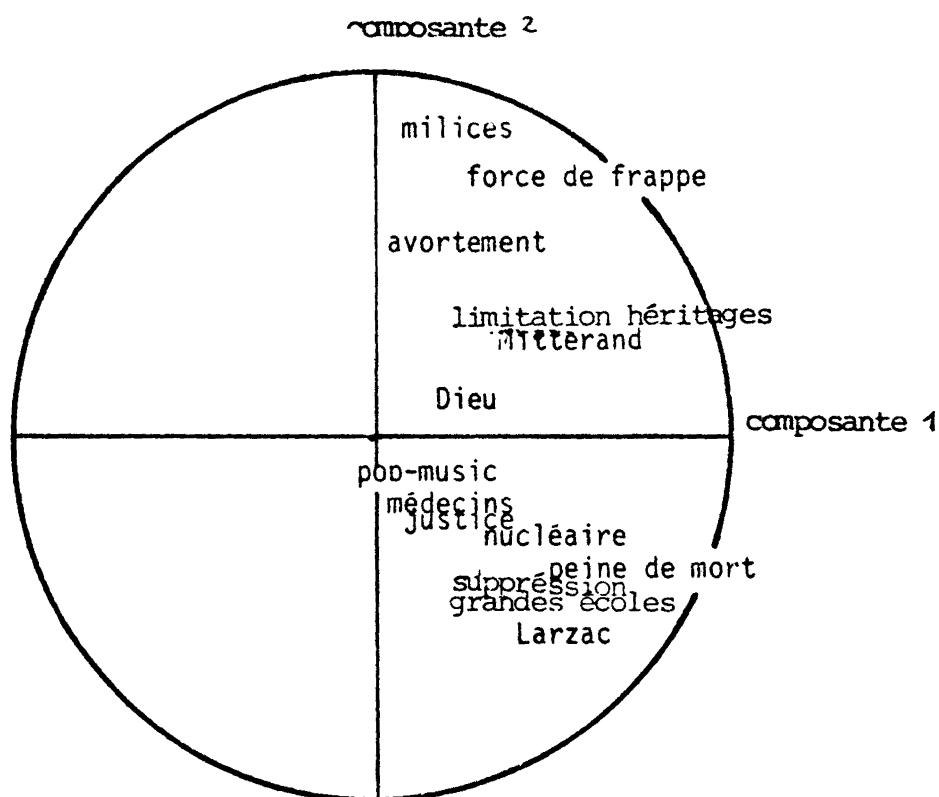 composante 2
milices
force de frappe
avortement
limitation héritages
Mitterand
Dieu
composante 1
pop-music
médecins
justice
nucléaire
peine de mort
suppréssion
grandes écoles
Larzac